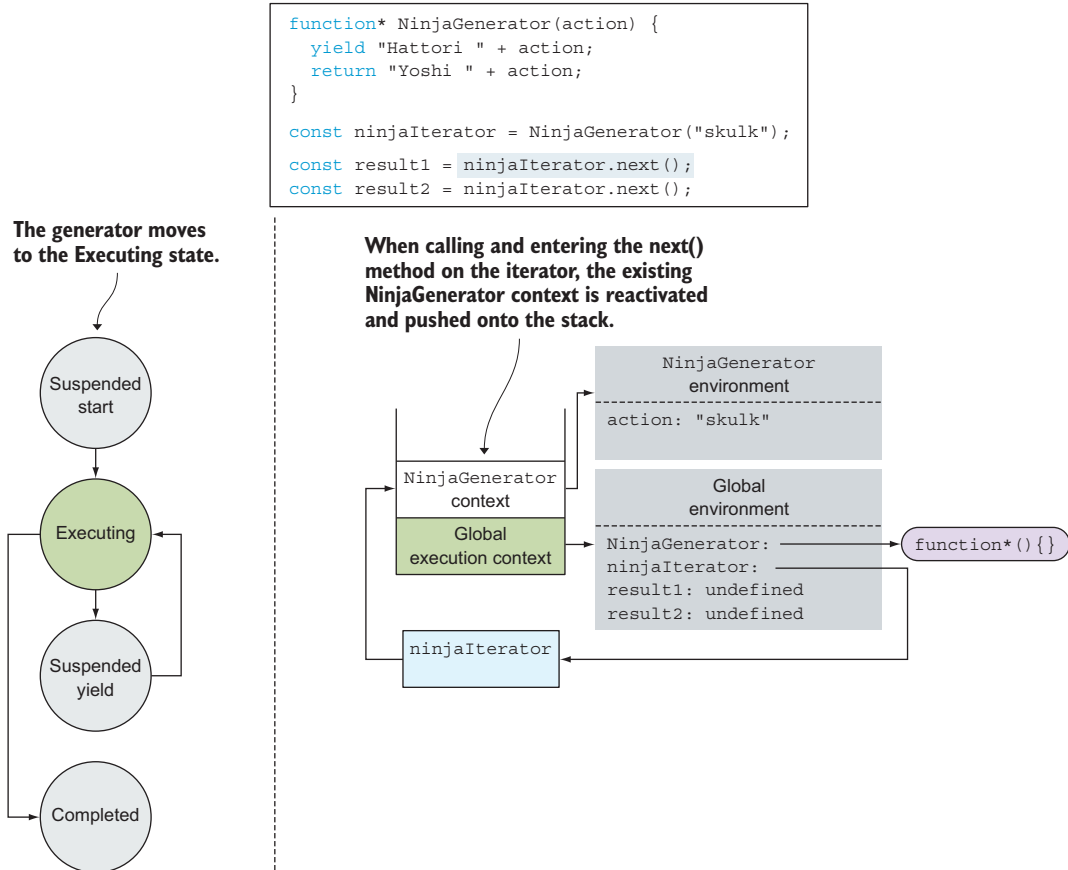 function* NinjaGenerator(action) {
yield "Hattori " + action;
return "Yoshi " + action;
}
const ninjaIterator = NinjaGenerator("skulk");
const result1 = ninjaIterator.next();
const result2 = ninjaIterator.next();
The generator moves
to the Executing state.
Suspended
start
Executing
Suspended
yield
Completed
When calling and entering the next()
method on the iterator, the existing
NinjaGenerator context is reactivated
and pushed onto the stack.
NinjaGenerator
context
Global
execution context
NinjaGenerator
environment
action: "skulk"
Global
environment
NinjaGenerator:
ninjaIterator:
result1: undefined
result2: undefined
function*(){}
ninjaIterator